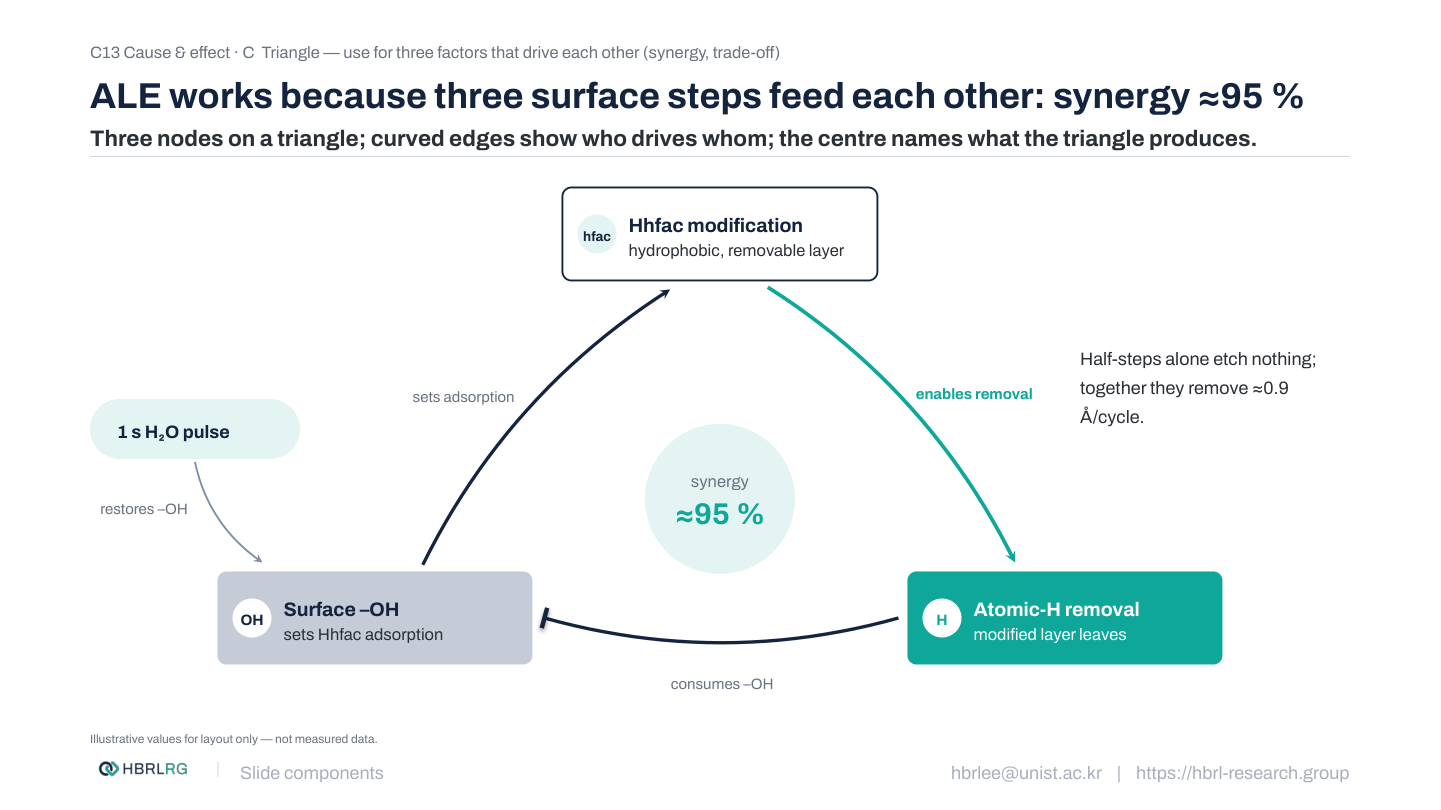 C13 Cause & effect · C  Triangle — use for three factors that drive each other (synergy, trade-off)
ALE works because three surface steps feed each other: synergy ≈95 %
Three nodes on a triangle; curved edges show who drives whom; the centre names what the triangle produces.
hfac
Hhfac modification
hydrophobic, removable layer
sets adsorption
enables removal
Half-steps alone etch nothing;
together they remove ≈0.9
Å/cycle.
1 s H₂O pulse
restores –OH
synergy
≈95 %
OH
Surface –OH
sets Hhfac adsorption
H
Atomic-H removal
modified layer leaves
consumes –OH
Illustrative values for layout only — not measured data.
HBRLRG
Slide components
hbrlee@unist.ac.kr | https://hbrl-research.group